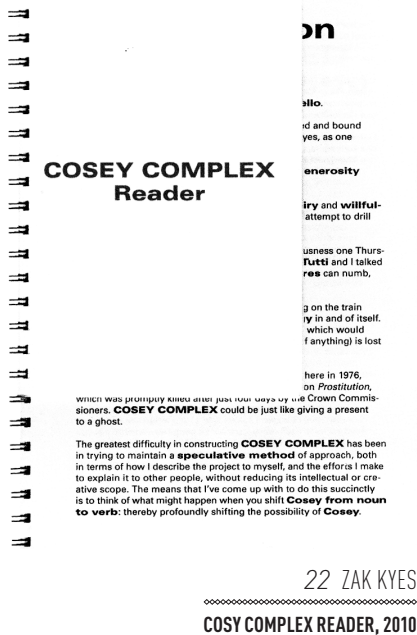 on
ello.
COSEY COMPLEX
Reader
ed and bound
yes, as one
enerosity
iry and willful-
attempt to drill
usness one Thurs-
Tutti and I talked
res can numb,
g on the train
y in and of itself.
which would
f anything) is lost
here in 1976,
on Prostitution,
which was promptly killed after just four days by the Crown Commis-
sioners. COSEY COMPLEX could be just like giving a present
to a ghost.
The greatest difficulty in constructing COSEY COMPLEX has been
in trying to maintain a speculative method of approach, both
in terms of how I describe the project to myself, and the efforts I make
to explain it to other people, without reducing its intellectual or cre-
ative scope. The means that I've come up with to do this succinctly
is to think of what might happen when you shift Cosey from noun
to verb: thereby profoundly shifting the possibility of Cosey.
22 ZAK KYES
COSY COMPLEX READER, 2010